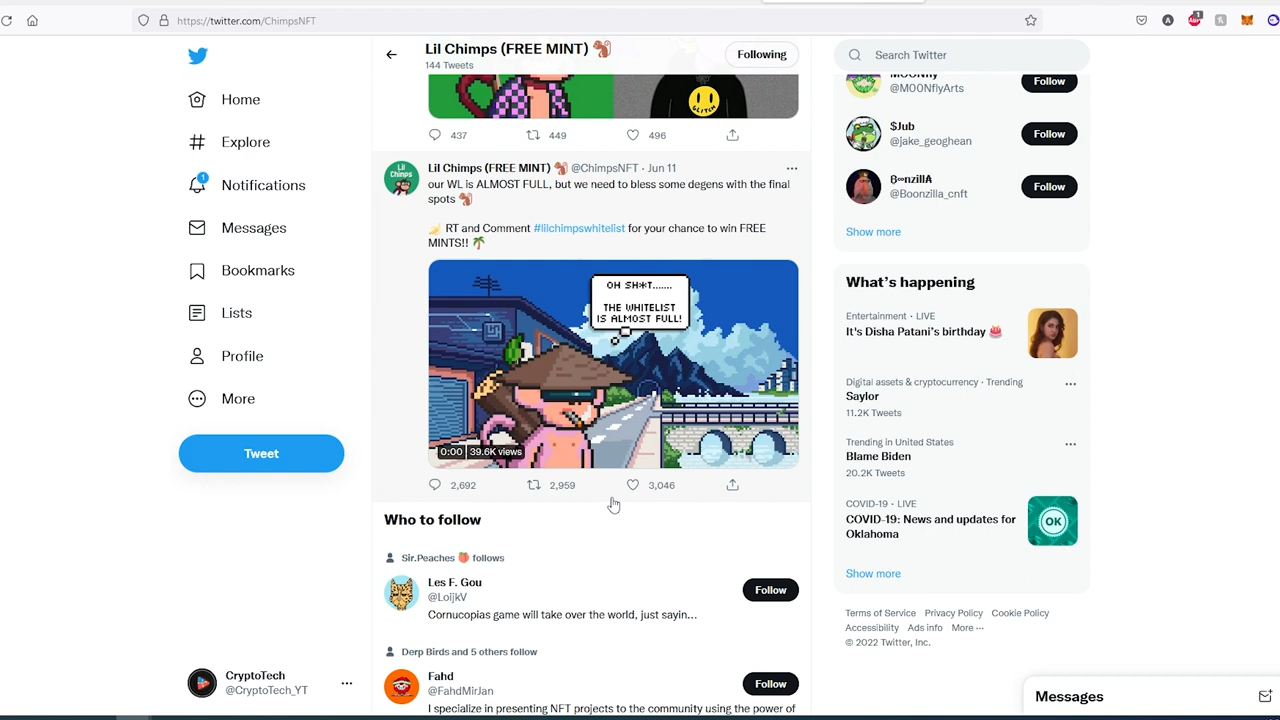 https://twitter.com/ChimpsNFT
1
Home
Explore
1
Notifications
Messages
Bookmarks
Lists
Profile
More
Tweet
CryptoTech
@CryptoTech_YT
Lil Chimps (FREE MINT) 🐿️
144 Tweets
Following
GLITCH
437 449 496
Lil Chimps (FREE MINT) 🐿️ @ChimpsNFT · Jun 11
Lil
Chimps
our WL is ALMOST FULL, but we need to bless some degens with the final
spots 🐿️
🍌 RT and Comment #lilchimpswhitelist for your chance to win FREE
MINTS!! 🌴
OH SH*T.......
THE WHITELIST
IS ALMOST FULL!
0:00 39.6K views
2,692 2,959 3,046
Who to follow
Sir.Peaches 🍑 follows
Les F. Gou
@LoijkV
Follow
Cornucopias game will take over the world, just sayin...
Derp Birds and 5 others follow
Fahd
@FahdMirJan
Follow
I specialize in presenting NFT projects to the community using the power of
Search Twitter
M00Nfly
@M00NflyArts
Follow
$Jub
@jake_geoghean
Follow
B∞nzill₳
@Boonzilla_cnft
Follow
Show more
What's happening
Entertainment · LIVE
It's Disha Patani's birthday 🎂
Digital assets & cryptocurrency · Trending
Saylor
11.2K Tweets
Trending in United States
Blame Biden
20.2K Tweets
COVID-19 · LIVE
COVID-19: News and updates for
Oklahoma
OK
Show more
Terms of Service Privacy Policy Cookie Policy
Accessibility Ads info More ···
© 2022 Twitter, Inc.
Messages